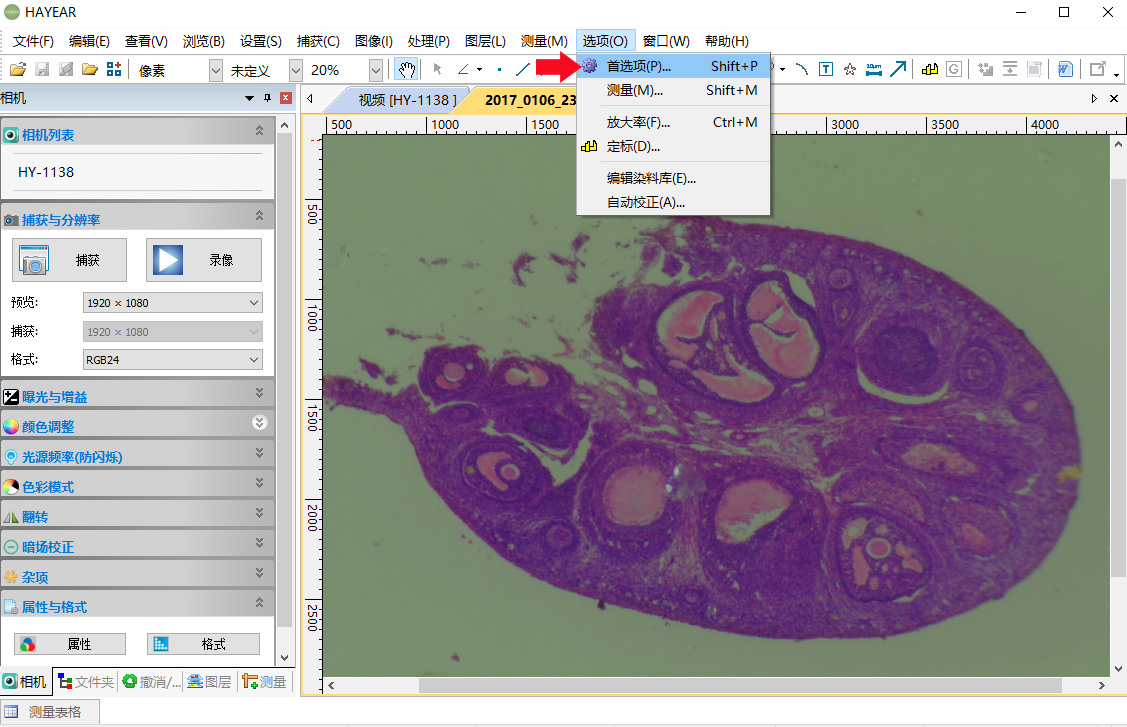 HAYEAR
文件(F) 编辑(E) 查看(V) 浏览(B) 设置(S) 捕获(C) 图像(I) 处理(P) 图层(L) 测量(M) 选项(O) 窗口(W) 帮助(H)
像素 未定义 20%
首选项(P)... Shift+P
测量(M)... Shift+M
放大率(F)... Ctrl+M
定标(D)...
编辑染料库(E)...
自动校正(A)...
相机
视频 [HY-1138 ] 2017_0106_23
500 1000 1500 3000 3500 4000
相机列表
HY-1138
捕获与分辨率
捕获 录像
预览: 1920 × 1080
捕获: 1920 × 1080
格式: RGB24
曝光与增益
颜色调整
光源频率(防闪烁)
色彩模式
翻转
暗场校正
杂项
属性与格式
属性 格式
500
1000
1500
2000
2500
相机 文件夹 撤消/... 图层 测量
测量表格